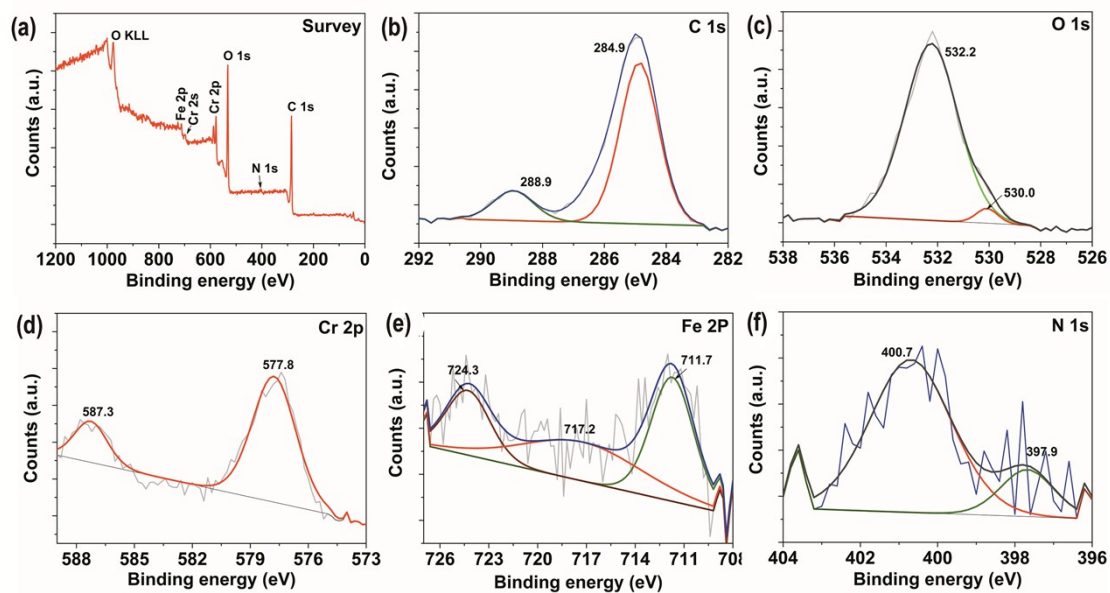 (a)
Survey
O KLL
Fe 2p
Cr 2s
Cr 2p
O 1s
N 1s
C 1s
Counts (a.u.)
1200 1000 800 600 400 200 0
Binding energy (eV)
(b)
C 1s
284.9
288.9
Counts (a.u.)
292 290 288 286 284 282
Binding energy (eV)
(c)
O 1s
532.2
530.0
Counts (a.u.)
538 536 534 532 530 528 526
Binding energy (eV)
(d)
Cr 2p
577.8
587.3
Counts (a.u.)
588 585 582 579 576 573
Binding energy (eV)
(e)
Fe 2P
724.3
711.7
717.2
Counts (a.u.)
726 723 720 717 714 711 708
Binding energy (eV)
(f)
N 1s
400.7
397.9
Counts (a.u.)
404 402 400 398 396
Binding energy (eV)